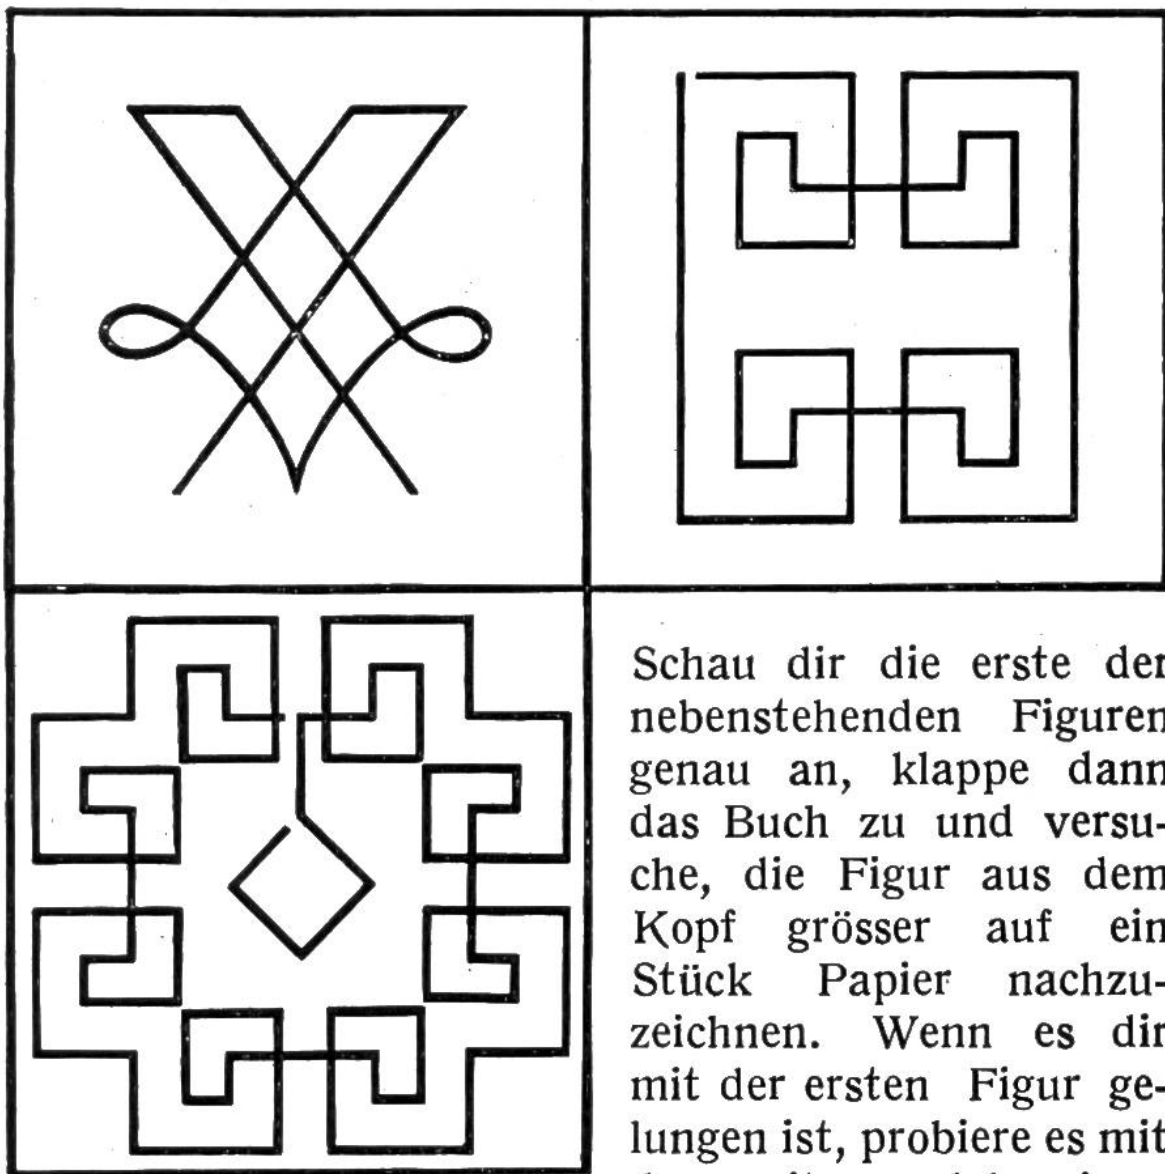 Schau dir die erste der
nebenstehenden Figuren
genau an, klappe dann
das Buch zu und versu-
che, die Figur aus dem
Kopf grösser auf ein
Stück Papier nachzu-
zeichnen. Wenn es dir
mit der ersten Figur ge-
lungen ist, probiere es mit